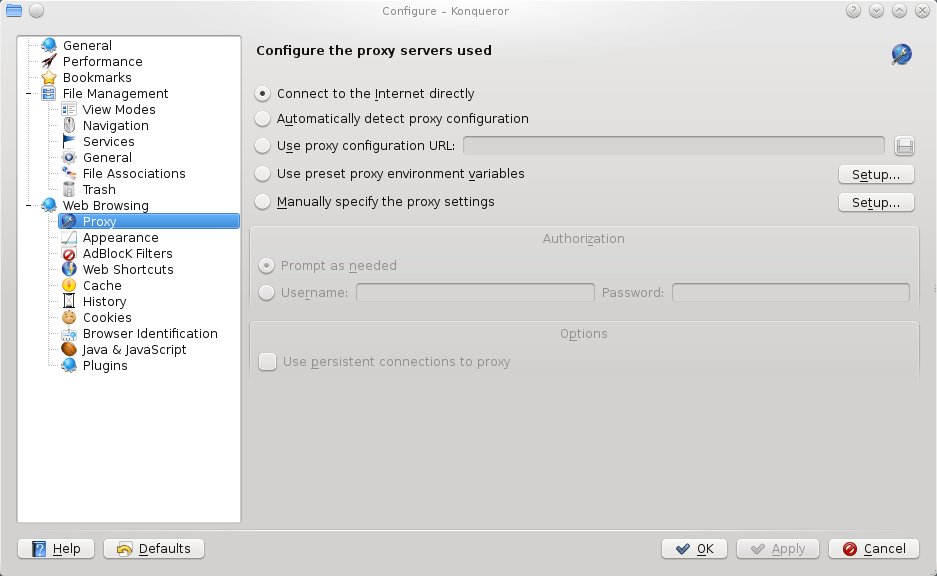 Configure – Konqueror
General
Performance
Bookmarks
File Management
View Modes
Navigation
Services
General
File Associations
Trash
Web Browsing
Proxy
Appearance
AdBlocK Filters
Web Shortcuts
Cache
History
Cookies
Browser Identification
Java & JavaScript
Plugins
Configure the proxy servers used
Connect to the Internet directly
Automatically detect proxy configuration
Use proxy configuration URL:
Use preset proxy environment variables Setup...
Manually specify the proxy settings Setup...
Authorization
Prompt as needed
Username: Password:
Options
Use persistent connections to proxy
Help Defaults OK Apply Cancel